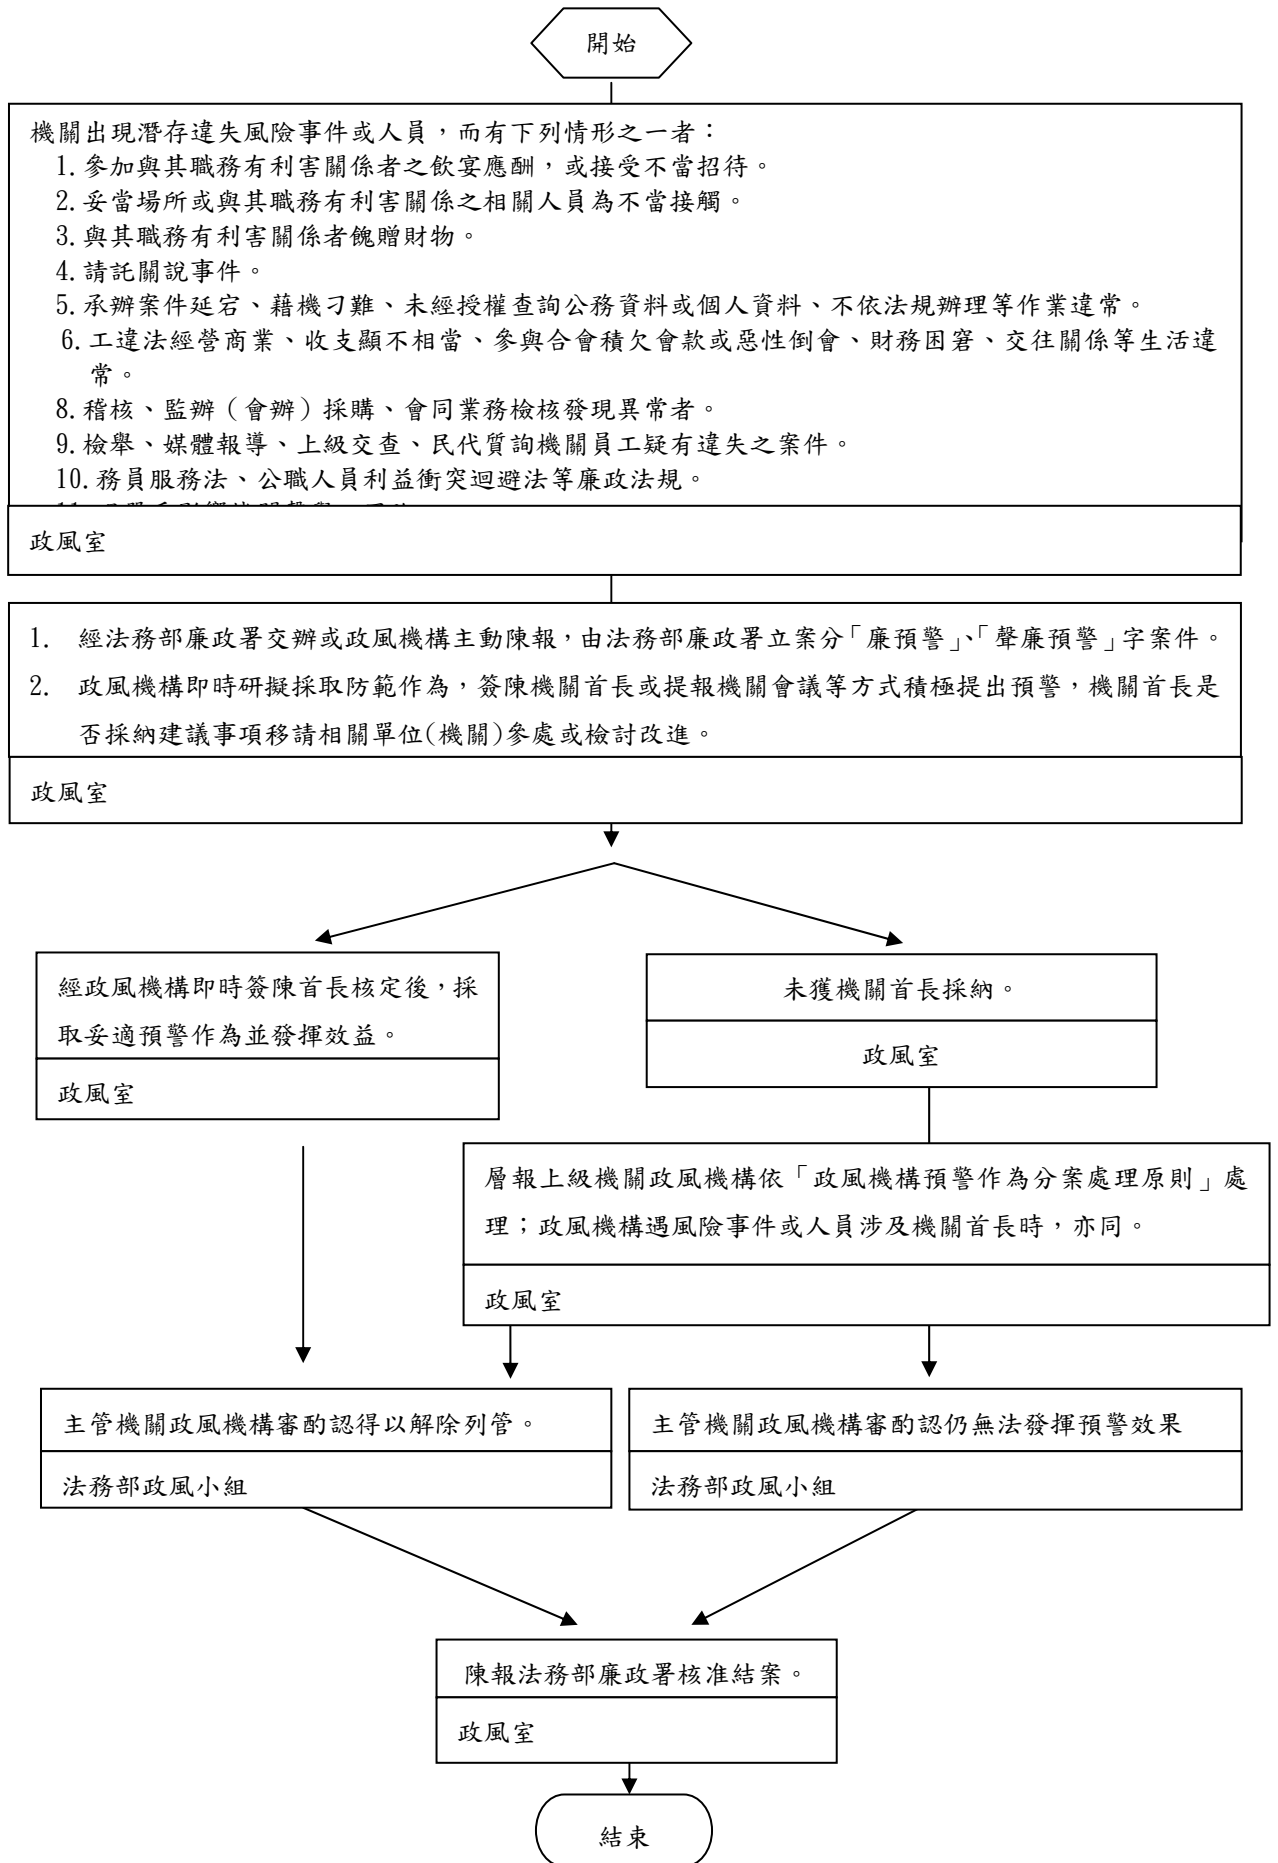 開始
機關出現潛存違失風險事件或人員，而有下列情形之一者：
1.參加與其職務有利害關係者之飲宴應酬，或接受不當招待。
2.妥當場所或與其職務有利害關係之相關人員為不當接觸。
3.與其職務有利害關係者餽贈財物。
4.請託關說事件。
5.承辦案件延宕、藉機刁難、未經授權查詢公務資料或個人資料、不依法規辦理等作業違常。
6.工違法經營商業、收支顯不相當、參與合會積欠會款或惡性倒會、財務困窘、交往關係等生活違
常。
8.稽核、監辦（會辦）採購、會同業務檢核發現異常者。
9.檢舉、媒體報導、上級交查、民代質詢機關員工疑有違失之案件。
10.務員服務法、公職人員利益衝突迴避法等廉政法規。
政風室
1. 經法務部廉政署交辦或政風機構主動陳報，由法務部廉政署立案分「廉預警」、「聲廉預警」字案件。
2. 政風機構即時研擬採取防範作為，簽陳機關首長或提報機關會議等方式積極提出預警，機關首長是
否採納建議事項移請相關單位(機關)參處或檢討改進。
政風室
經政風機構即時簽陳首長核定後，採
取妥適預警作為並發揮效益。
政風室
未獲機關首長採納。
政風室
層報上級機關政風機構依「政風機構預警作為分案處理原則」處
理；政風機構遇風險事件或人員涉及機關首長時，亦同。
政風室
主管機關政風機構審酌認得以解除列管。
法務部政風小組
主管機關政風機構審酌認仍無法發揮預警效果
法務部政風小組
陳報法務部廉政署核准結案。
政風室
結束